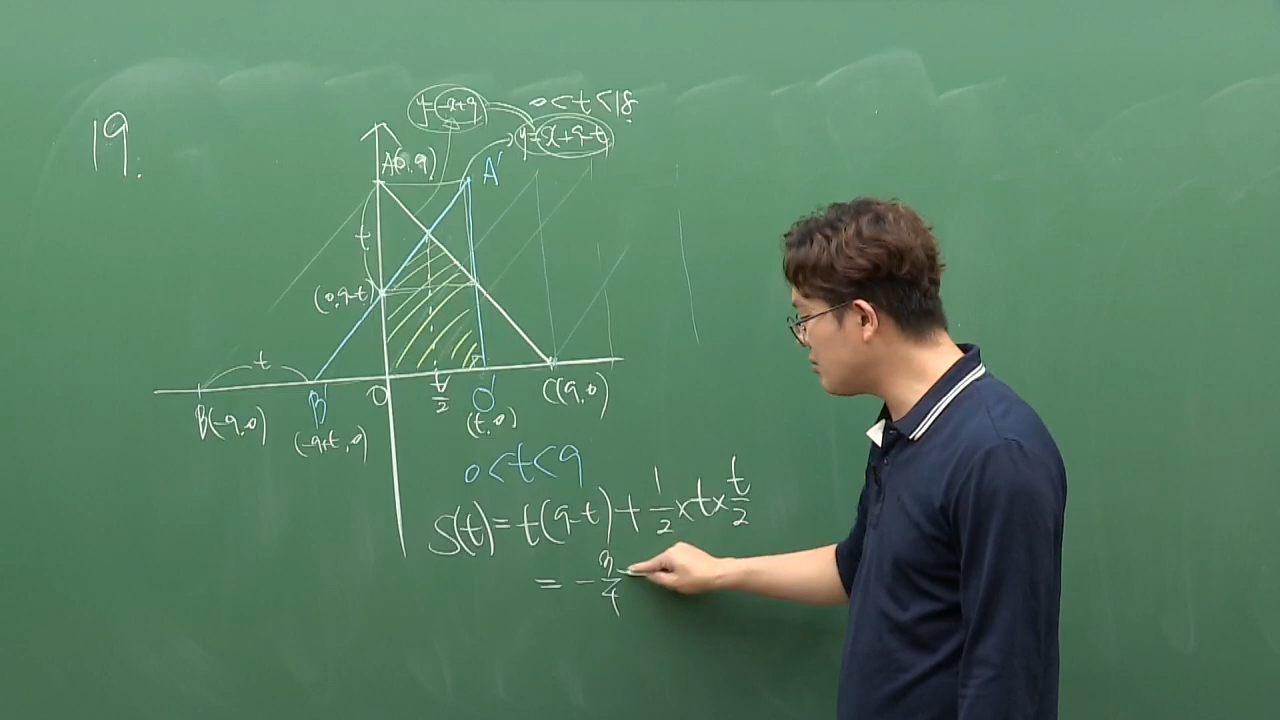 19.
y=-x+9
0<t<18
y=x+9-t
A(0,9)
A'
t
(0,9-t)
t
B(-9,0)
B'
(-9+t,0)
O
t/2
O'
(t,0)
C(9,0)
0<t<9
S(t)=t(9-t)+1/2×t×t/2
=-3/4